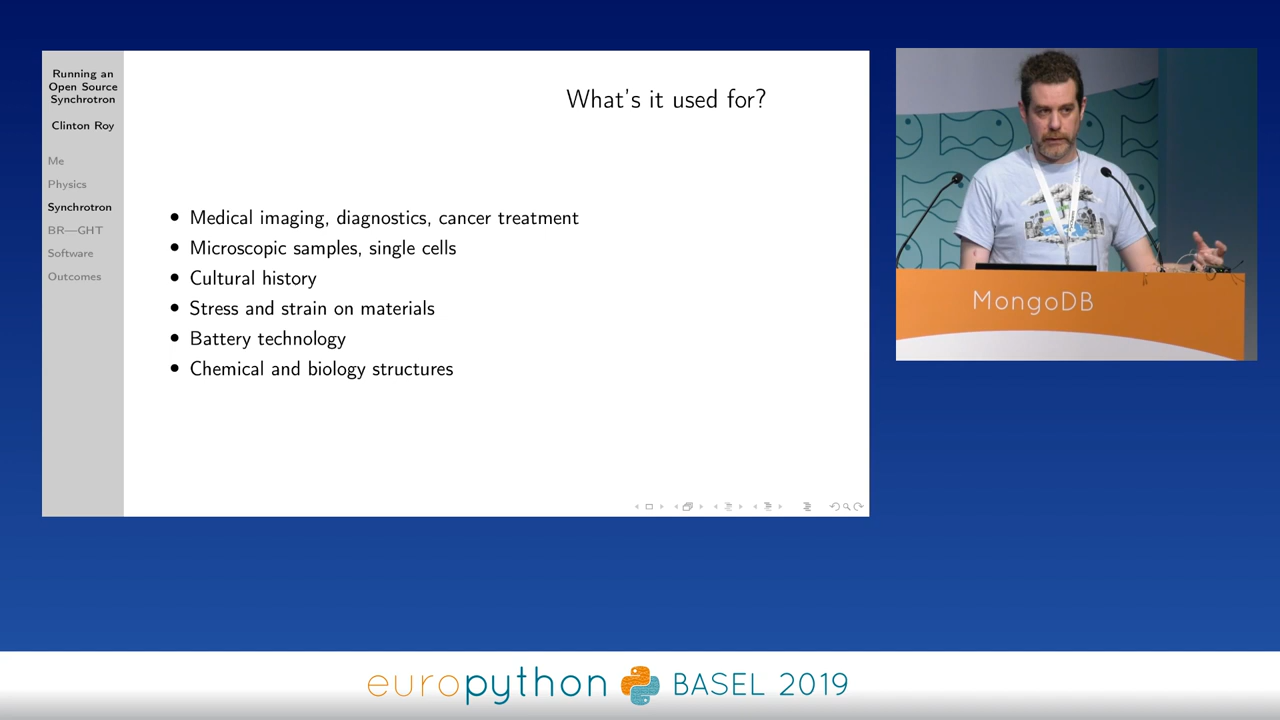 Running an
Open Source
Synchrotron
Clinton Roy
Me
Physics
Synchrotron
BR—GHT
Software
Outcomes
What's it used for?
• Medical imaging, diagnostics, cancer treatment
• Microscopic samples, single cells
• Cultural history
• Stress and strain on materials
• Battery technology
• Chemical and biology structures
MongoDB
europython BASEL 2019